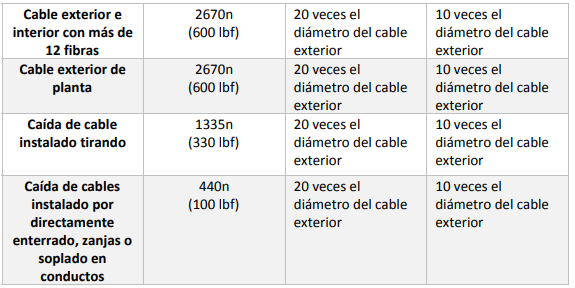 Cable exterior e
interior con más de
12 fibras
2670n
(600 lbf)
20 veces el
diámetro del cable
exterior
10 veces el
diámetro del cable
exterior
Cable exterior de
planta
2670n
(600 lbf)
20 veces el
diámetro del cable
exterior
10 veces el
diámetro del cable
exterior
Caída de cable
instalado tirando
1335n
(330 lbf)
20 veces el
diámetro del cable
exterior
10 veces el
diámetro del cable
exterior
Caída de cables
instalado por
directamente
enterrado, zanjas o
soplado en
conductos
440n
(100 lbf)
20 veces el
diámetro del cable
exterior
10 veces el
diámetro del cable
exterior